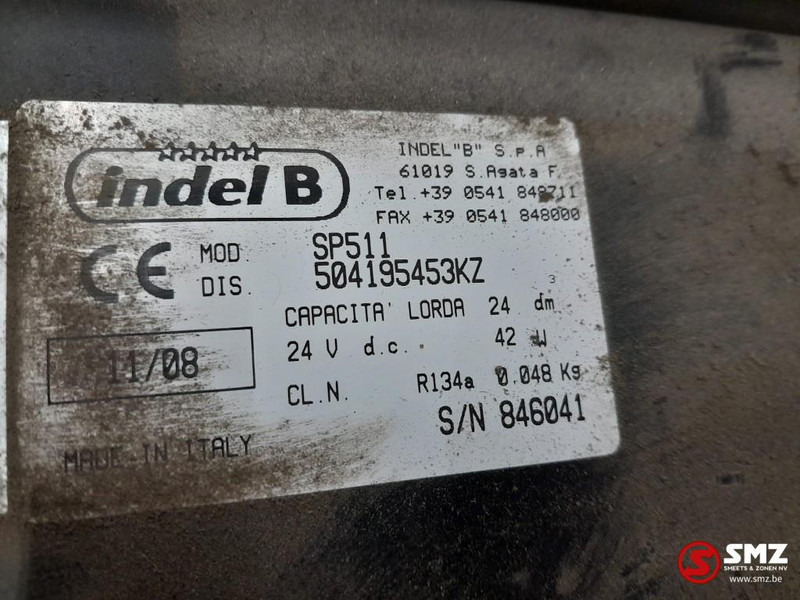 indel B
INDEL"B" S.p.A
61019 S.Agata F.
Tel.+39 0541 848711
FAX +39 0541 848000
CE
MOD. SP511
DIS. 504195453KZ
CAPACITA' LORDA 24 dm 3
11/08
24 V d.c. 42 W
CL.N. R134a 0.048 Kg
S/N 846041
MADE IN ITALY
SMZ
SMEETS & ZONEN NV
www.smz.be